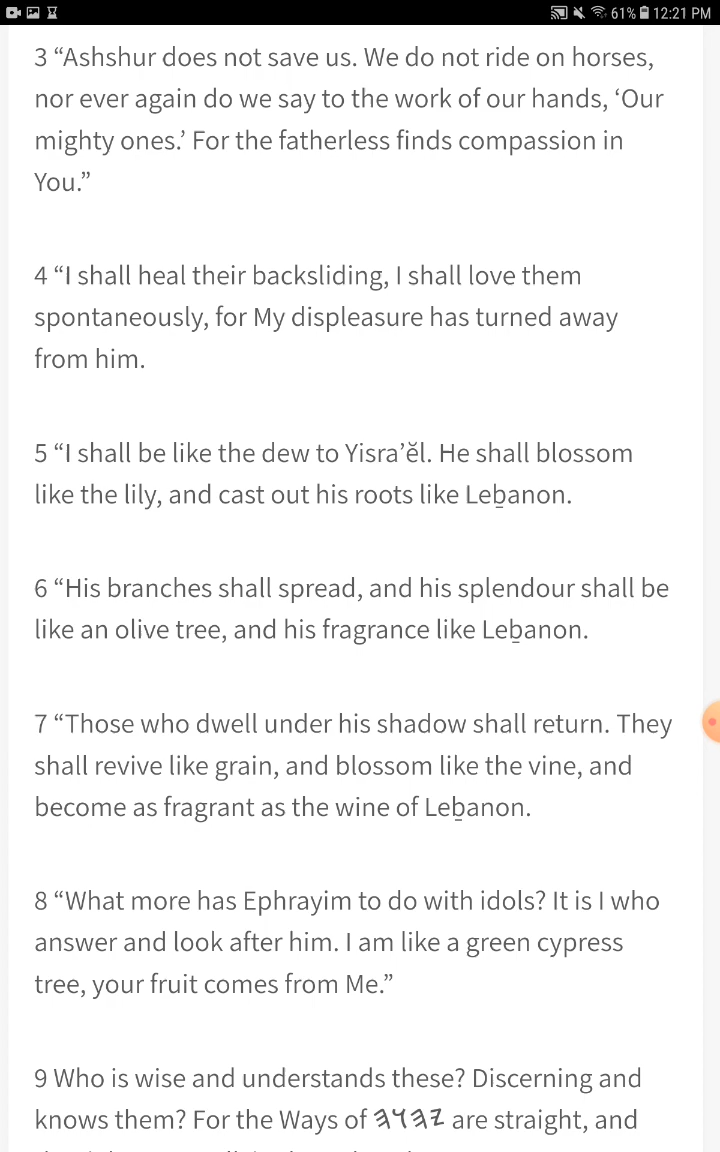 61% 12:21 PM
3 “Ashshur does not save us. We do not ride on horses,
nor ever again do we say to the work of our hands, ‘Our
mighty ones.’ For the fatherless finds compassion in
You.”
4 “I shall heal their backsliding, I shall love them
spontaneously, for My displeasure has turned away
from him.
5 “I shall be like the dew to Yisra’ĕl. He shall blossom
like the lily, and cast out his roots like Leḇanon.
6 “His branches shall spread, and his splendour shall be
like an olive tree, and his fragrance like Leḇanon.
7 “Those who dwell under his shadow shall return. They
shall revive like grain, and blossom like the vine, and
become as fragrant as the wine of Leḇanon.
8 “What more has Ephrayim to do with idols? It is I who
answer and look after him. I am like a green cypress
tree, your fruit comes from Me.”
9 Who is wise and understands these? Discerning and
knows them? For the Ways of 𐤉𐤄𐤅𐤄 are straight, and